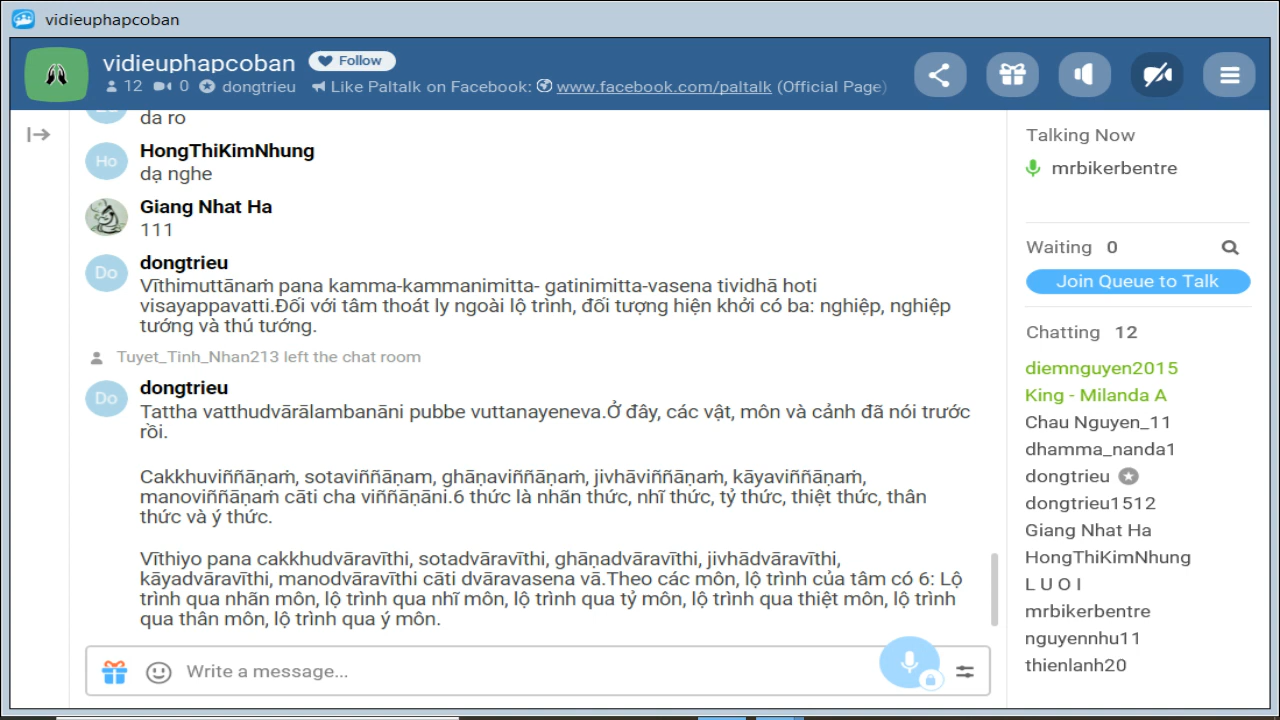 vidieuphapcoban
vidieuphapcoban Follow
12 0 dongtrieu Like Paltalk on Facebook: www.facebook.com/paltalk (Official Page)
da ro
Ho HongThiKimNhung
dạ nghe
Giang Nhat Ha
111
Do dongtrieu
Vīthimuttānaṁ pana kamma-kammanimitta- gatinimitta-vasena tividhā hoti
visayappavatti.Đối với tâm thoát ly ngoài lộ trình, đối tượng hiện khởi có ba: nghiệp, nghiệp
tướng và thú tướng.
Tuyet_Tinh_Nhan213 left the chat room
Do dongtrieu
Tattha vatthudvārālambanāni pubbe vuttanayeneva.Ở đây, các vật, môn và cảnh đã nói trước
rồi.
Cakkhuviññāṇaṁ, sotaviññāṇam, ghāṇaviññāṇaṁ, jivhāviññāṇaṁ, kāyaviññāṇaṁ,
manoviññāṇaṁ cāti cha viññāṇāni.6 thức là nhãn thức, nhĩ thức, tỷ thức, thiệt thức, thân
thức và ý thức.
Vīthiyo pana cakkhudvāravīthi, sotadvāravīthi, ghāṇadvāravīthi, jivhādvāravīthi,
kāyadvāravīthi, manodvāravīthi cāti dvāravasena vā.Theo các môn, lộ trình của tâm có 6: Lộ
trình qua nhãn môn, lộ trình qua nhĩ môn, lộ trình qua tỷ môn, lộ trình qua thiệt môn, lộ trình
qua thân môn, lộ trình qua ý môn.
Write a message...
Talking Now
mrbikerbentre
Waiting 0
Join Queue to Talk
Chatting 12
diemnguyen2015
King - Milanda A
Chau Nguyen_11
dhamma_nanda1
dongtrieu
dongtrieu1512
Giang Nhat Ha
HongThiKimNhung
L U O I
mrbikerbentre
nguyennhu11
thienlanh20